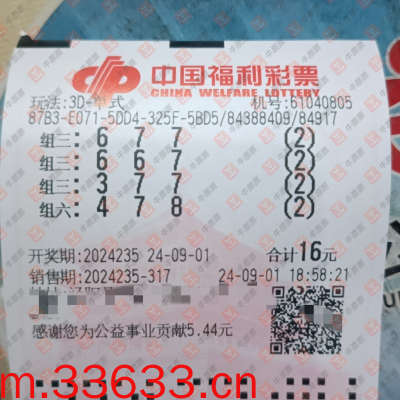 中国福利彩票
CHINA WELFARE LOTTERY
玩法:3D-单式 机号:61040805
87B3-E071-5DD4-325F-5BD5/84388409/84917
组三: 6 7 7 (2)
组三: 6 6 7 (2)
组三: 3 7 7 (2)
组六: 4 7 8 (2)
开奖期:2024235 24-09-01 合计16元
销售期:2024235-317 24-09-01 18:58:21
感谢您为公益事业贡献5.44元
m.33633.cn